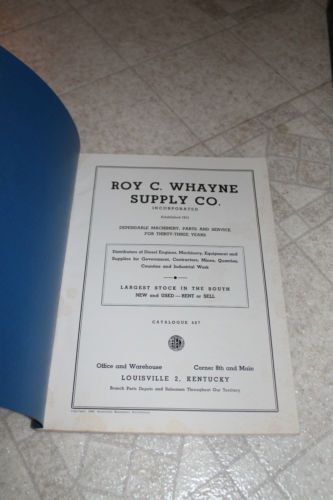 ROY C. WHAYNE
SUPPLY CO.
INCORPORATED
Established 1913
DEPENDABLE MACHINERY, PARTS AND SERVICE
FOR THIRTY-THREE YEARS
Distributors of Diesel Engines, Machinery, Equipment and
Supplies for Government, Contractors, Mines, Quarries,
Counties and Industrial Work
LARGEST STOCK IN THE SOUTH
NEW and USED — RENT or SELL
CATALOGUE
Office and Warehouse
Corner 8th and Main
LOUISVILLE 2, KENTUCKY
Branch Parts Depots and Salesmen Throughout Our Territory